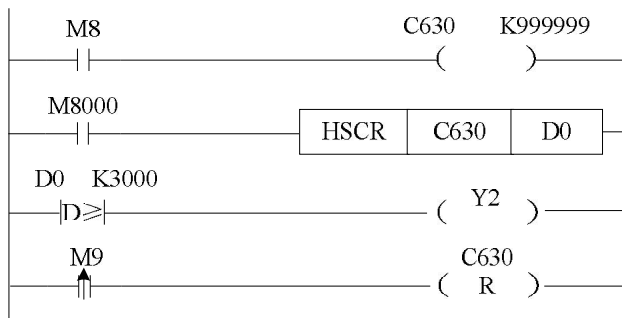 M8 C630 K999999
( )
M8000
HSCR C630 D0
D0 K3000
D≥ ( Y2 )
M9 C630
( R )